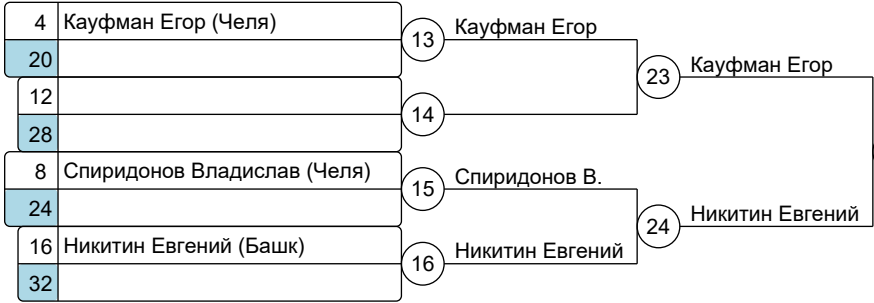 4 Кауфман Егор (Челя)
20
13 Кауфман Егор
12
28
14
23 Кауфман Егор
8 Спиридонов Владислав (Челя)
24
15 Спиридонов В.
16 Никитин Евгений (Башк)
32
16 Никитин Евгений
24 Никитин Евгений